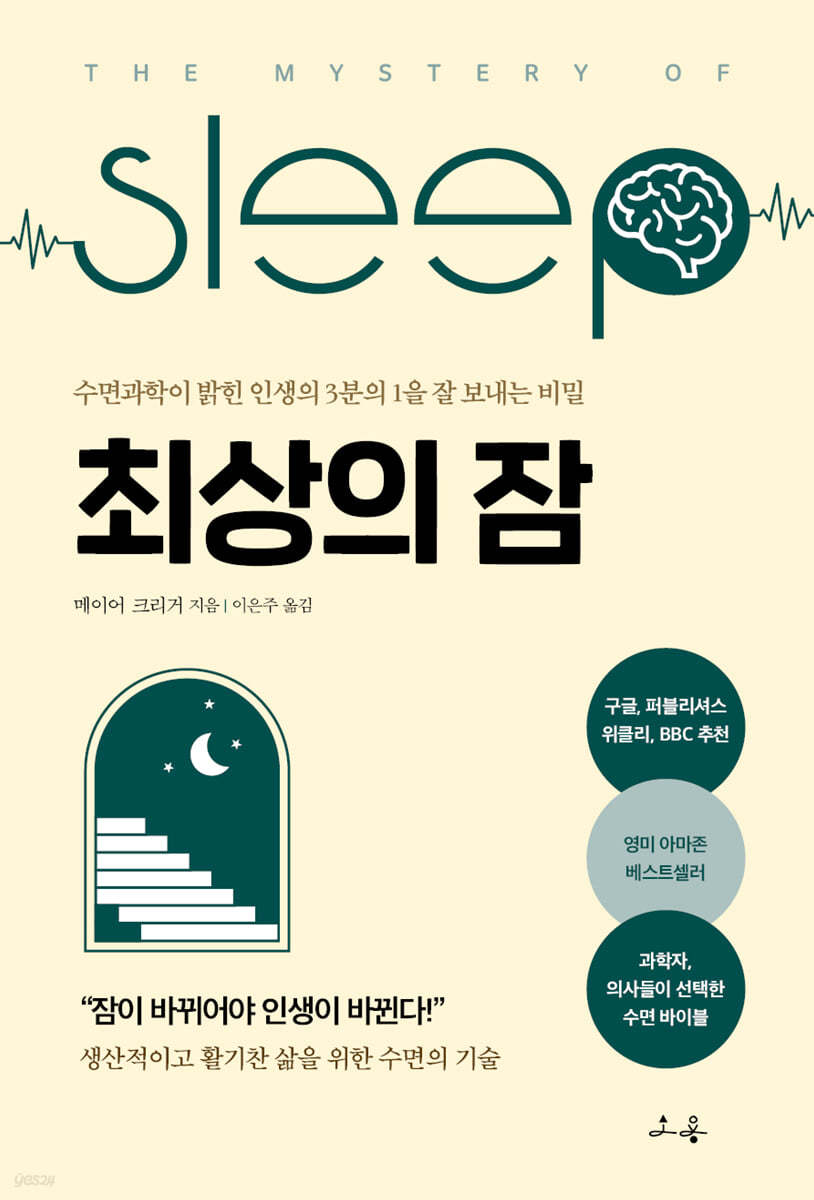 THE MYSTERY OF
sleep
수면과학이 밝힌 인생의 3분의 1을 잘 보내는 비밀
최상의 잠
메이어 크리거 지음 | 이은주 옮김
구글, 퍼블리셔스
위클리, BBC 추천
영미 아마존
베스트셀러
과학자,
의사들이 선택한
수면 바이블
“잠이 바뀌어야 인생이 바뀐다!”
생산적이고 활기찬 삶을 위한 수면의 기술
소용
yes24